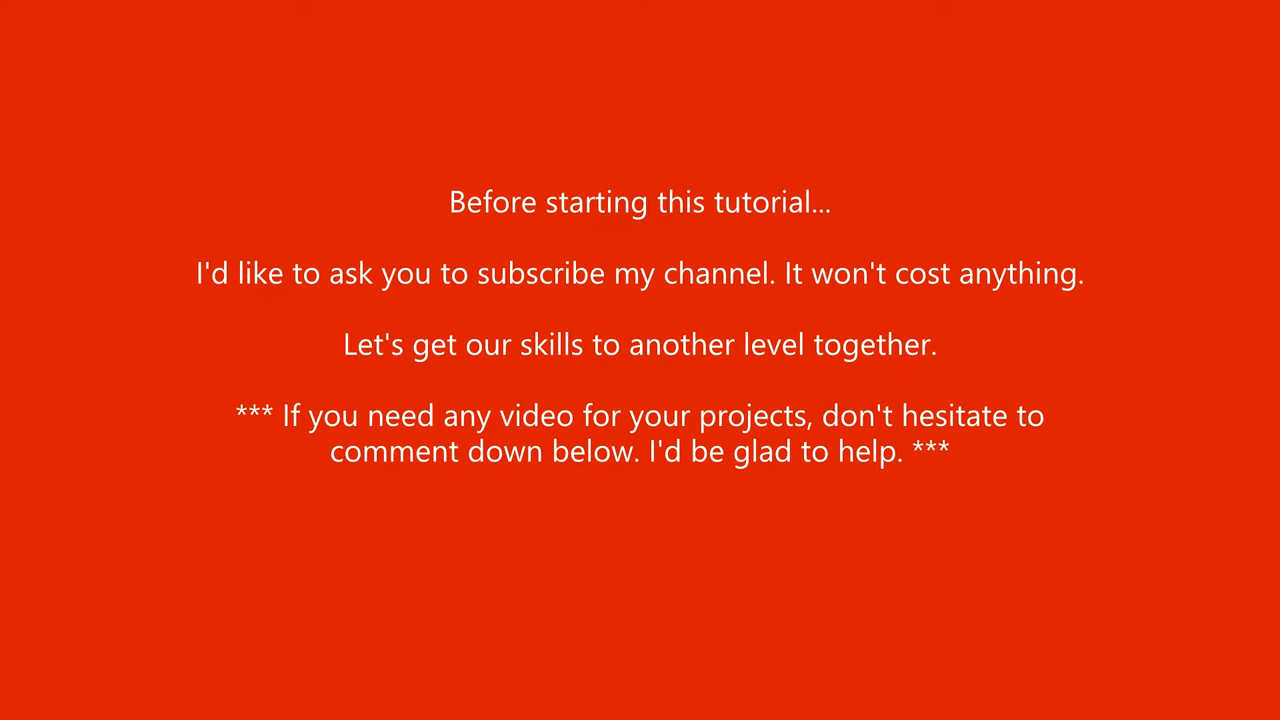 Before starting this tutorial...
I'd like to ask you to subscribe my channel. It won't cost anything.
Let's get our skills to another level together.
*** If you need any video for your projects, don't hesitate to
comment down below. I'd be glad to help. ***